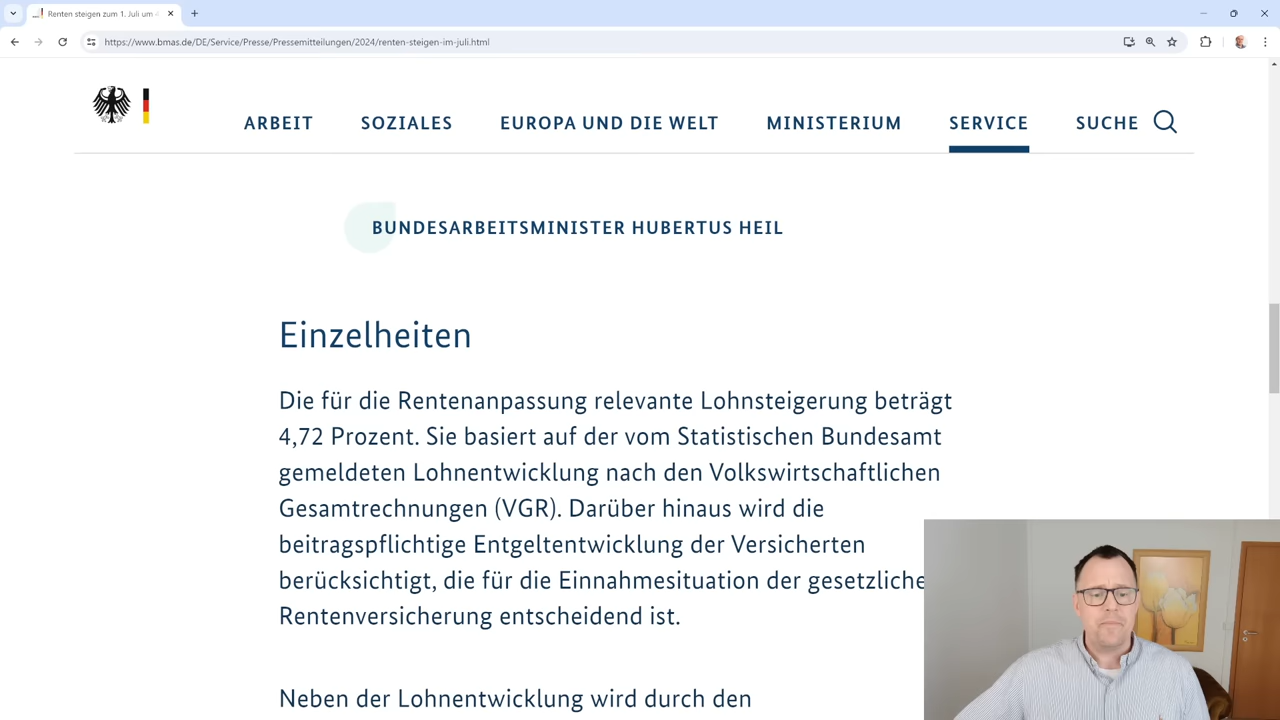 Renten steigen zum 1. Juli um 4
https://www.bmas.de/DE/Service/Presse/Pressemitteilungen/2024/renten-steigen-im-juli.html
ARBEIT SOZIALES EUROPA UND DIE WELT MINISTERIUM SERVICE SUCHE
BUNDESARBEITSMINISTER HUBERTUS HEIL
Einzelheiten
Die für die Rentenanpassung relevante Lohnsteigerung beträgt
4,72 Prozent. Sie basiert auf der vom Statistischen Bundesamt
gemeldeten Lohnentwicklung nach den Volkswirtschaftlichen
Gesamtrechnungen (VGR). Darüber hinaus wird die
beitragspflichtige Entgeltentwicklung der Versicherten
berücksichtigt, die für die Einnahmesituation der gesetzliche
Rentenversicherung entscheidend ist.
Neben der Lohnentwicklung wird durch den